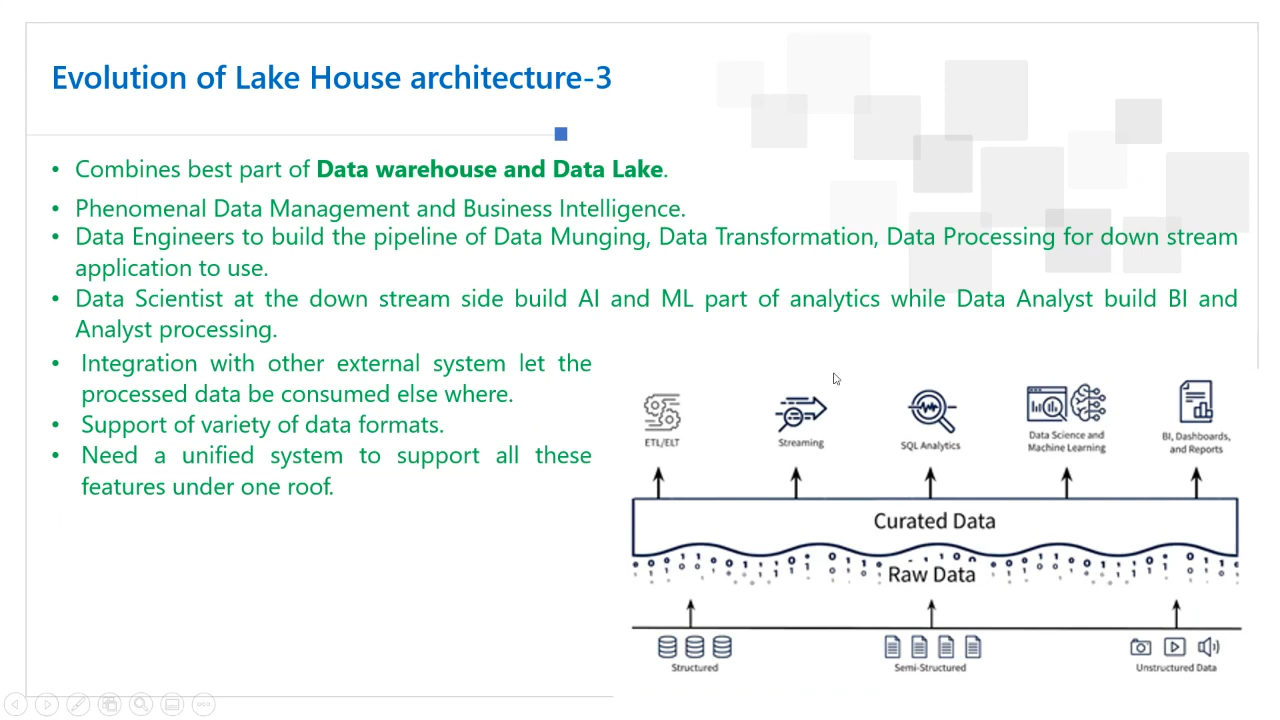 Evolution of Lake House architecture-3
• Combines best part of Data warehouse and Data Lake.
• Phenomenal Data Management and Business Intelligence.
• Data Engineers to build the pipeline of Data Munging, Data Transformation, Data Processing for down stream
application to use.
• Data Scientist at the down stream side build AI and ML part of analytics while Data Analyst build BI and
Analyst processing.
• Integration with other external system let the
processed data be consumed else where.
• Support of variety of data formats.
• Need a unified system to support all these
features under one roof.
ETL/ELT
Streaming
SQL Analytics
Data Science and
Machine Learning
BI, Dashboards,
and Reports
Curated Data
Raw Data
Structured
Semi-Structured
Unstructured Data